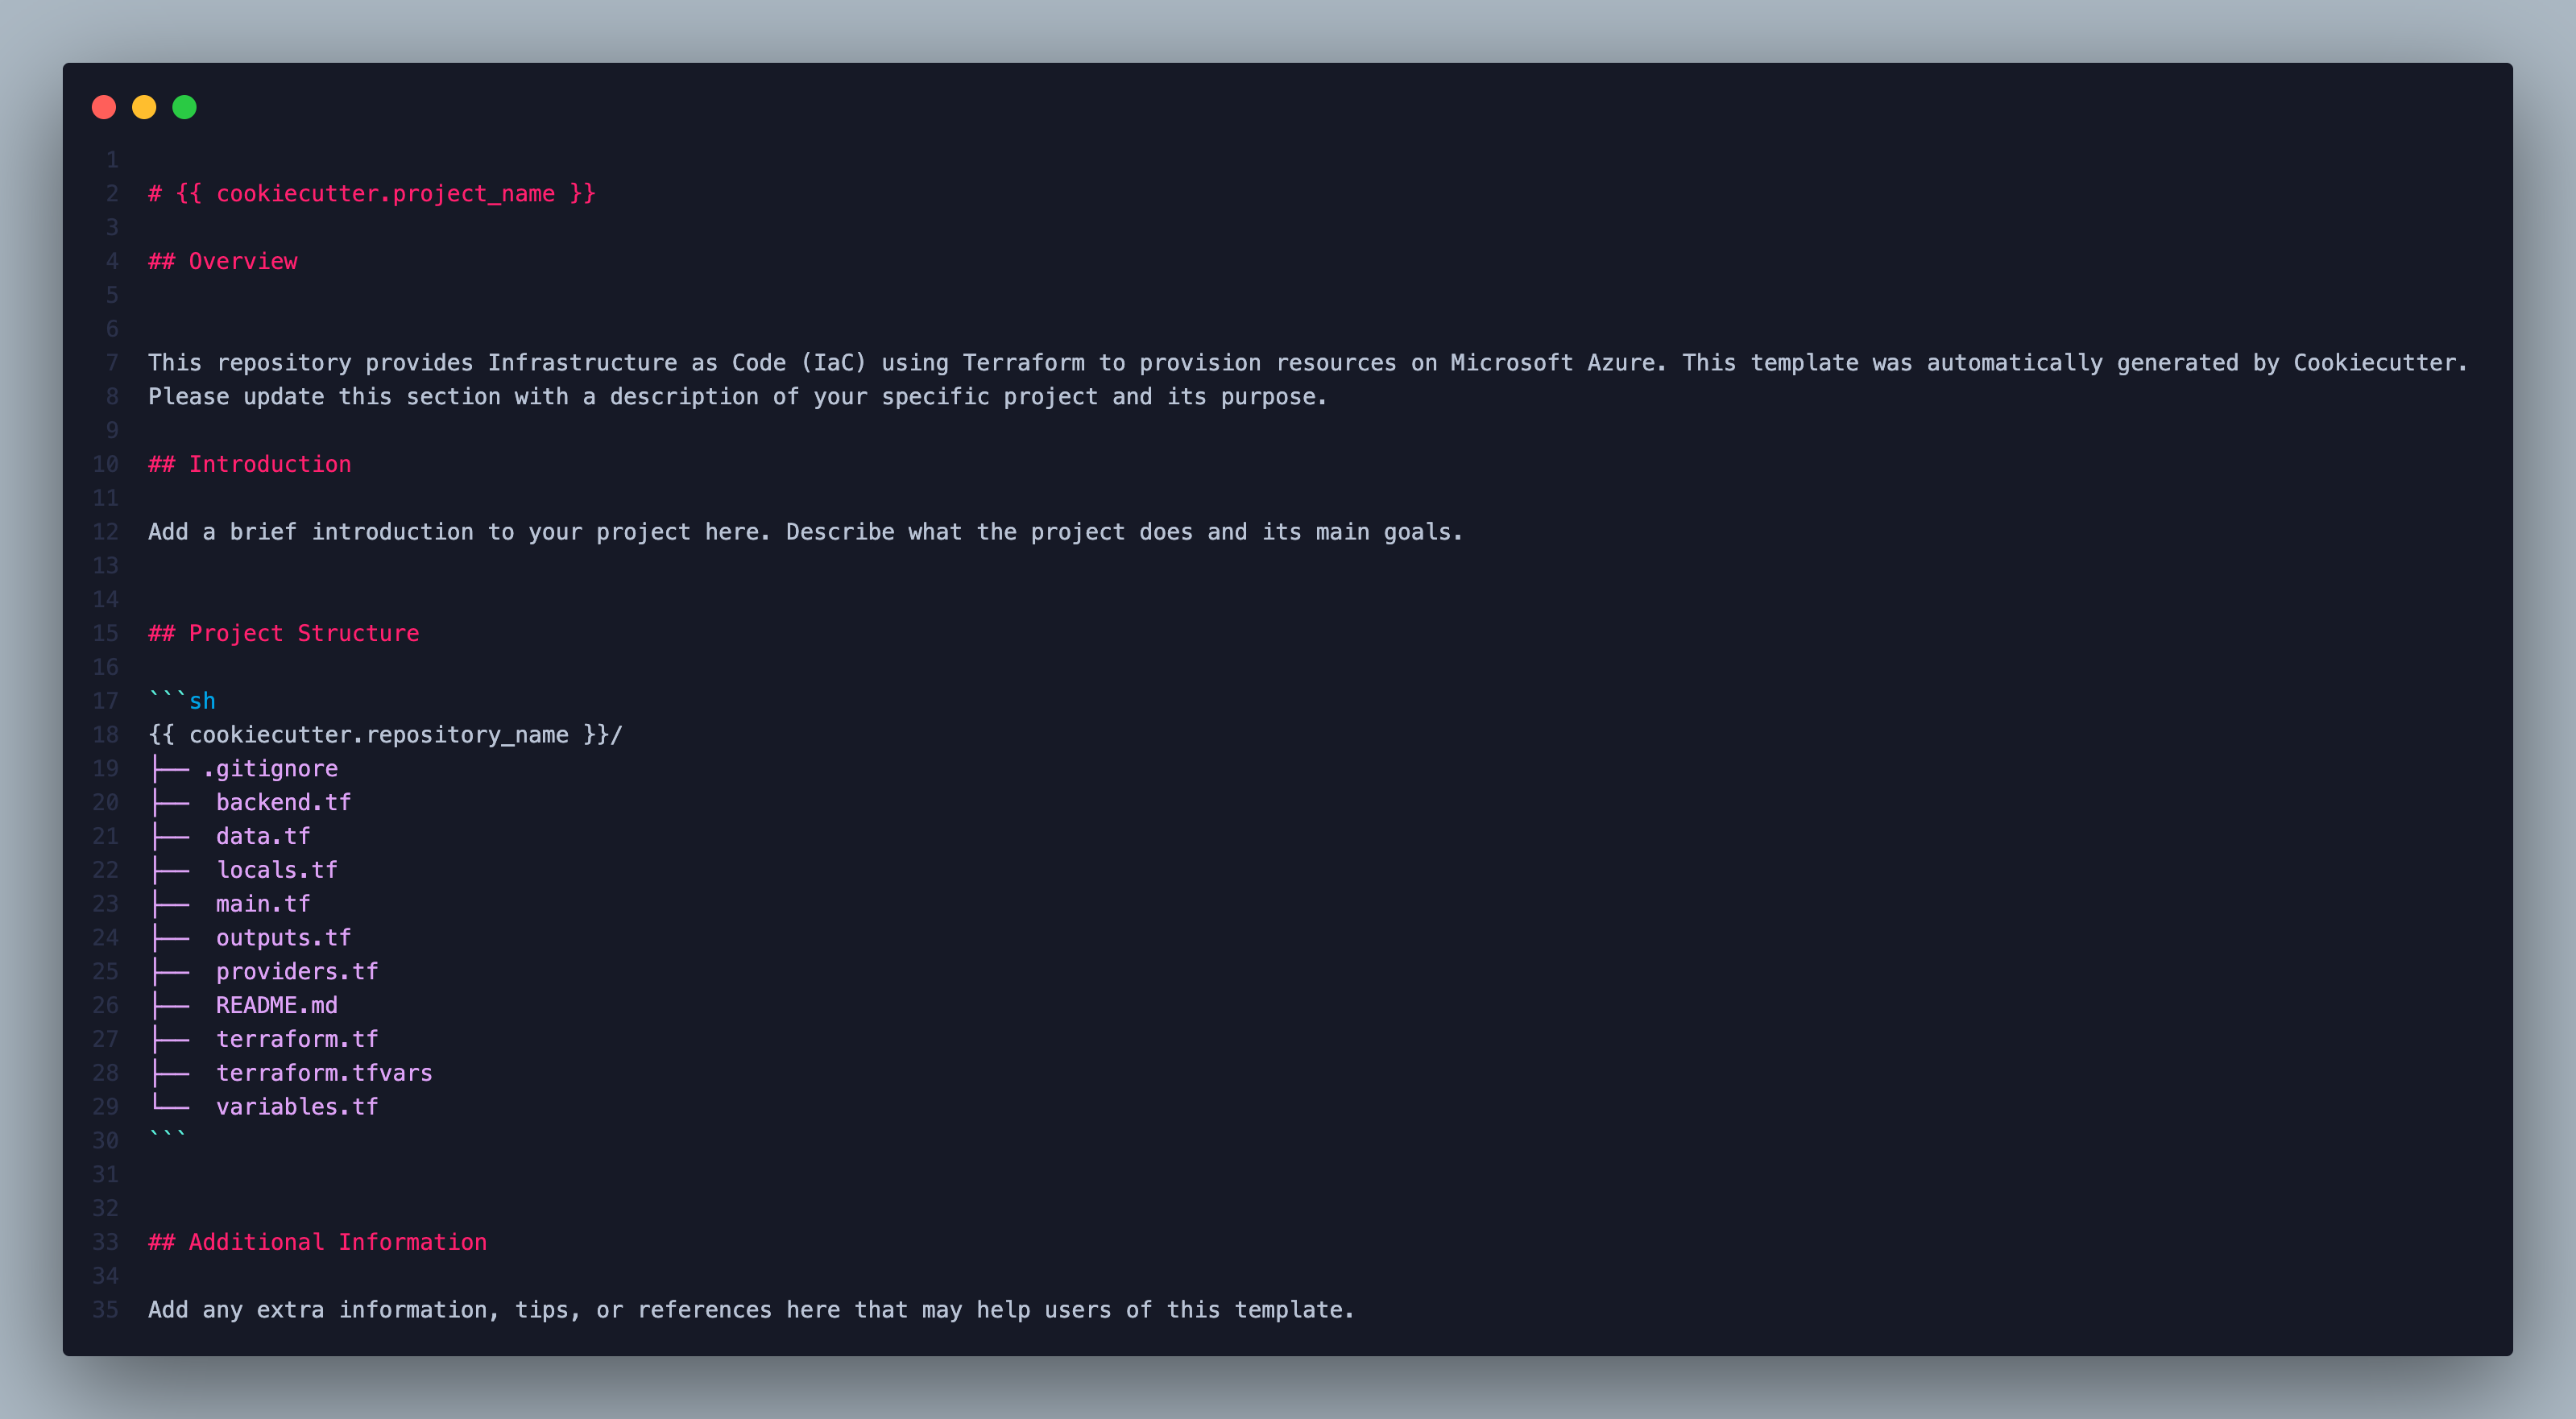 1
2 # {{ cookiecutter.project_name }}
3
4 ## Overview
5
6
7 This repository provides Infrastructure as Code (IaC) using Terraform to provision resources on Microsoft Azure. This template was automatically generated by Cookiecutter.
8 Please update this section with a description of your specific project and its purpose.
9
10 ## Introduction
11
12 Add a brief introduction to your project here. Describe what the project does and its main goals.
13
14
15 ## Project Structure
16
17 ```sh
18 {{ cookiecutter.repository_name }}/
19 ├── .gitignore
20 ├──  backend.tf
21 ├──  data.tf
22 ├──  locals.tf
23 ├──  main.tf
24 ├──  outputs.tf
25 ├──  providers.tf
26 ├──  README.md
27 ├──  terraform.tf
28 ├──  terraform.tfvars
29 └──  variables.tf
30 ```
31
32
33 ## Additional Information
34
35 Add any extra information, tips, or references here that may help users of this template.